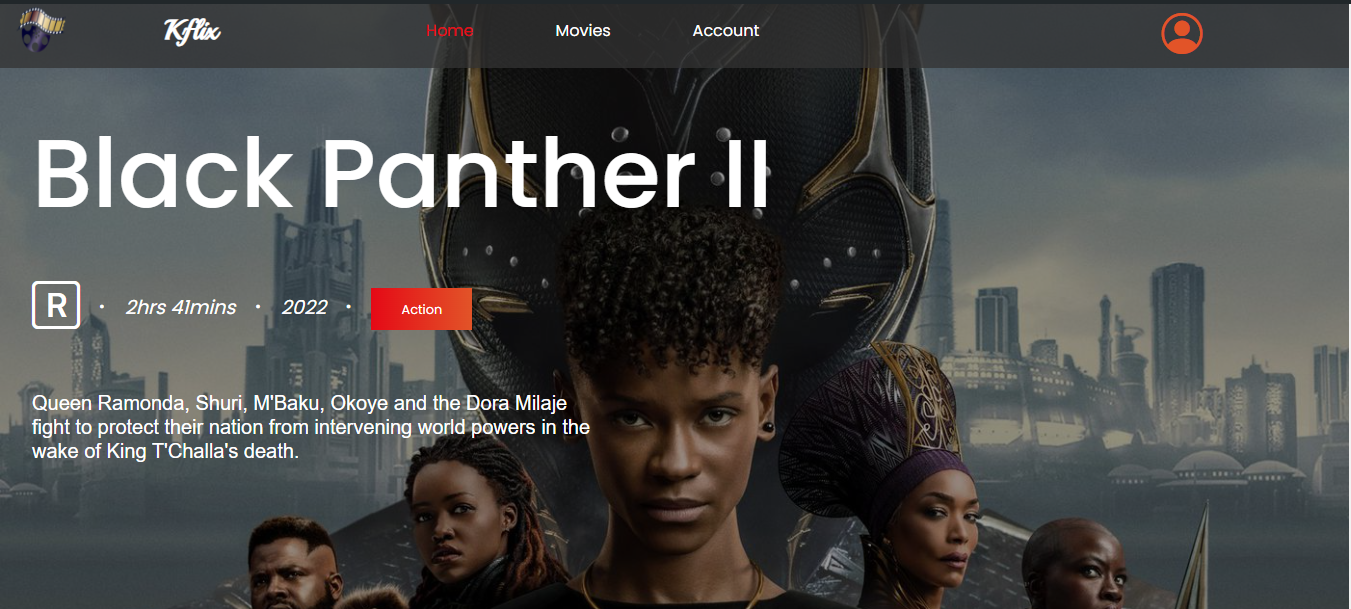 Kflix
Home
Movies
Account
Black Panther II
R • 2hrs 41mins • 2022 • Action
Queen Ramonda, Shuri, M'Baku, Okoye and the Dora Milaje
fight to protect their nation from intervening world powers in the
wake of King T'Challa's death.